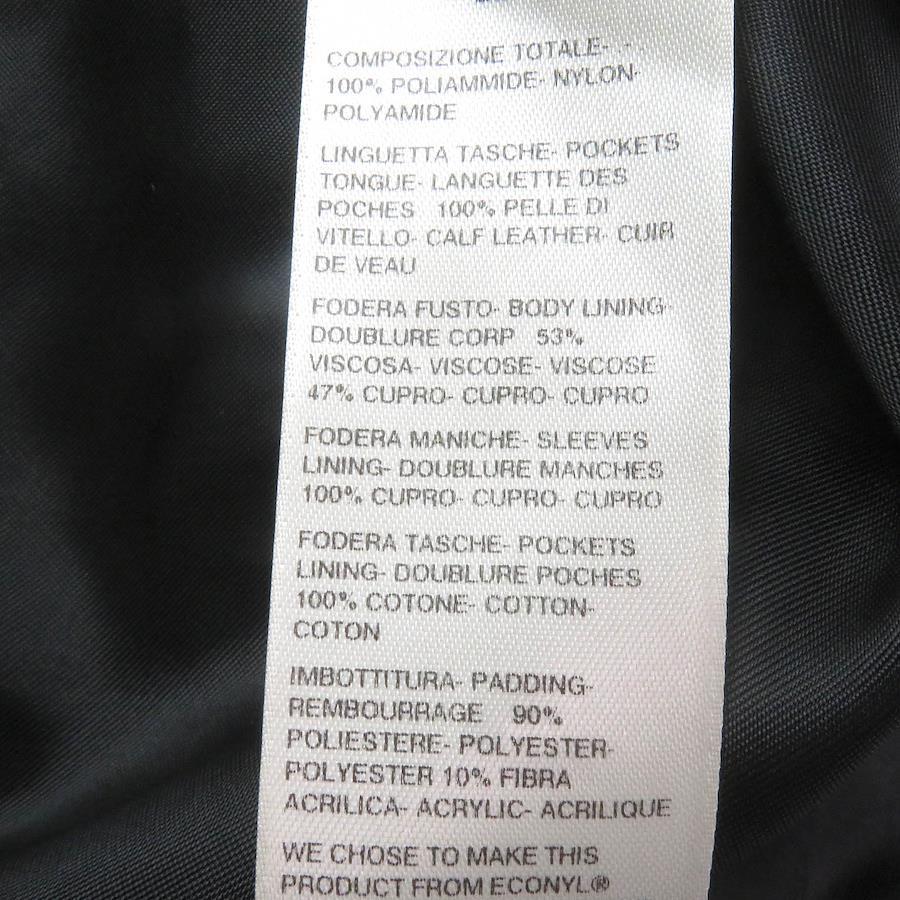 COMPOSIZIONE TOTALE- .-
100% POLIAMMIDE- NYLON-
POLYAMIDE
LINGUETTA TASCHE- POCKETS
TONGUE- LANGUETTE DES
POCHES 100% PELLE DI
VITELLO- CALF LEATHER- CUIR
DE VEAU
FODERA FUSTO- BODY LINING-
DOUBLURE CORP 53%
VISCOSA- VISCOSE- VISCOSE
47% CUPRO- CUPRO- CUPRO
FODERA MANICHE- SLEEVES
LINING- DOUBLURE MANCHES
100% CUPRO- CUPRO- CUPRO
FODERA TASCHE- POCKETS
LINING- DOUBLURE POCHES
100% COTONE- COTTON-
COTON
IMBOTTITURA- PADDING-
REMBOURRAGE 90%
POLIESTERE- POLYESTER-
POLYESTER 10% FIBRA
ACRILICA- ACRYLIC- ACRILIQUE
WE CHOSE TO MAKE THIS
PRODUCT FROM ECONYL®